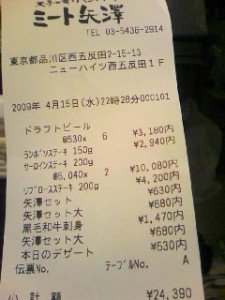 ミート矢澤
TEL 03-5436-2914
東京都品川区西五反田2-15-13
ニューハイツ西五反田1F
2009年 4月15日(水)22時28分000101
ドラフトビール
@530× 6 ¥3,180円
ランボソステーキ 150g ¥2,940円
サーロインステーキ 200g
@5,040× 2 ¥10,080円
リブロースステーキ 200g ¥4,200円
矢澤セット ¥630円
矢澤セット大 ¥680円
黒毛和牛刺身 ¥1,470円
矢澤セット大 ¥680円
本日のデザート ¥530円
伝票No. テーブルNo. A
計 額 ¥24,390